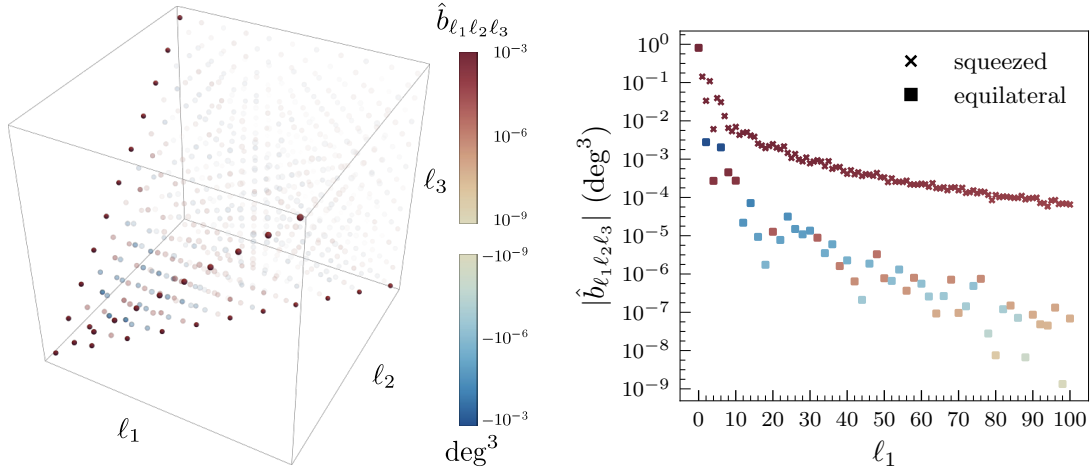 b̂ℓ₁ℓ₂ℓ₃
10⁻³
10⁻⁶
10⁻⁹
−10⁻⁹
−10⁻⁶
−10⁻³
deg³
ℓ₁
ℓ₂
ℓ₃
|b̂ℓ₁ℓ₂ℓ₃| (deg³)
10⁰
10⁻¹
10⁻²
10⁻³
10⁻⁴
10⁻⁵
10⁻⁶
10⁻⁷
10⁻⁸
10⁻⁹
squeezed
equilateral
0 10 20 30 40 50 60 70 80 90 100
ℓ₁